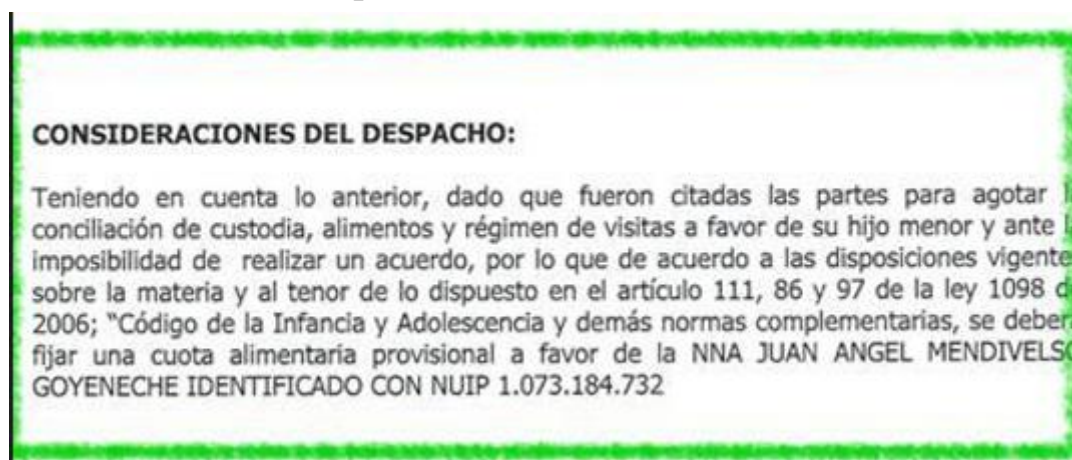 CONSIDERACIONES DEL DESPACHO:
Teniendo en cuenta lo anterior, dado que fueron citadas las partes para agotar
conciliación de custodia, alimentos y régimen de visitas a favor de su hijo menor y ante
imposibilidad de realizar un acuerdo, por lo que de acuerdo a las disposiciones vigente
sobre la materia y al tenor de lo dispuesto en el artículo 111, 86 y 97 de la ley 1098 d
2006; “Código de la Infancia y Adolescencia y demás normas complementarias, se deber
fijar una cuota alimentaria provisional a favor de la NNA JUAN ANGEL MENDIVELSO
GOYENECHE IDENTIFICADO CON NUIP 1.073.184.732